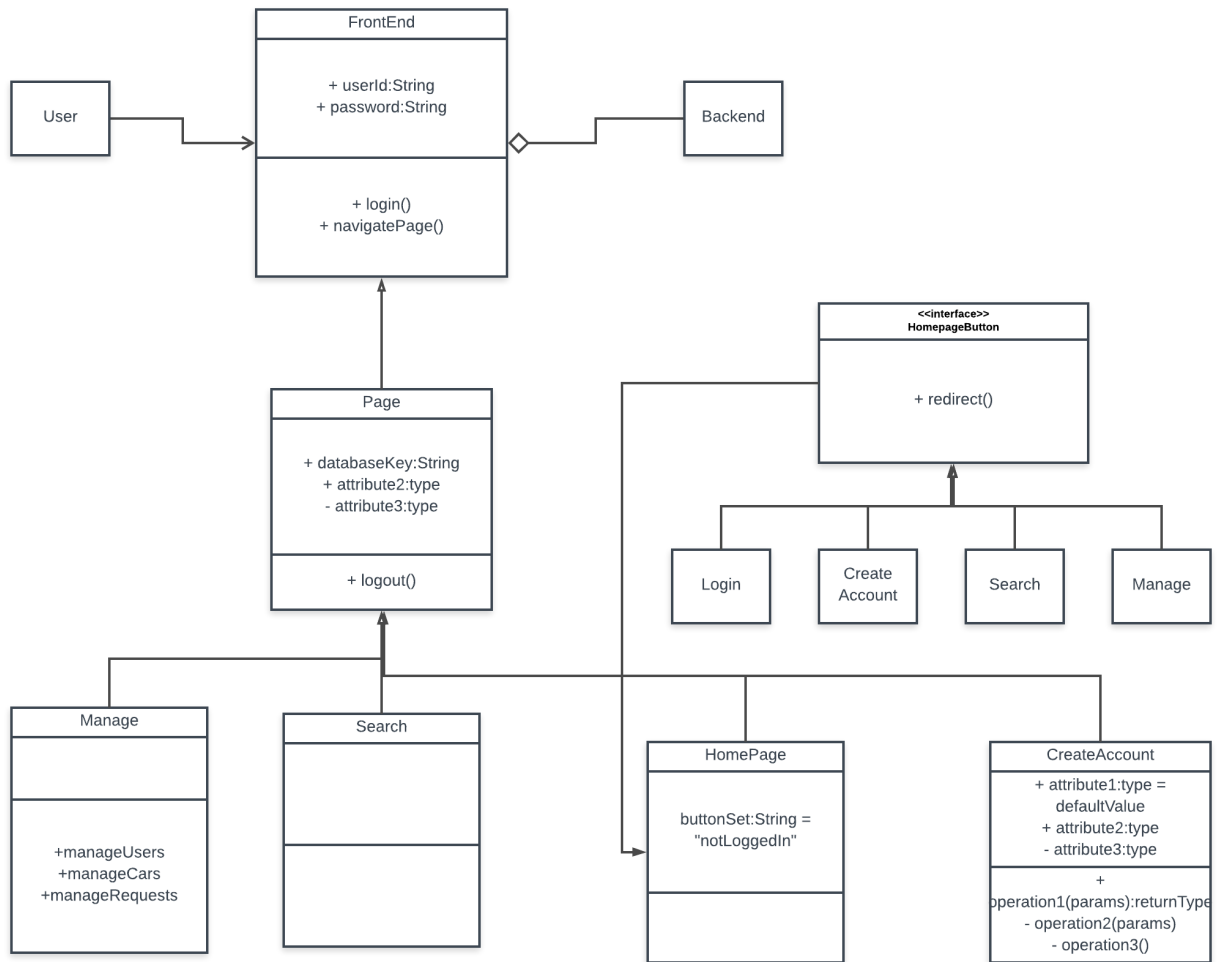 FrontEnd
+ userId:String
+ password:String
+ login()
+ navigatePage()
User
Backend
<<interface>>
HomepageButton
+ redirect()
Page
+ databaseKey:String
+ attribute2:type
- attribute3:type
+ logout()
Login
Create
Account
Search
Manage
Manage
+manageUsers
+manageCars
+manageRequests
Search
HomePage
buttonSet:String =
"notLoggedIn"
CreateAccount
+ attribute1:type =
defaultValue
+ attribute2:type
- attribute3:type
+
operation1(params):returnType
- operation2(params)
- operation3()